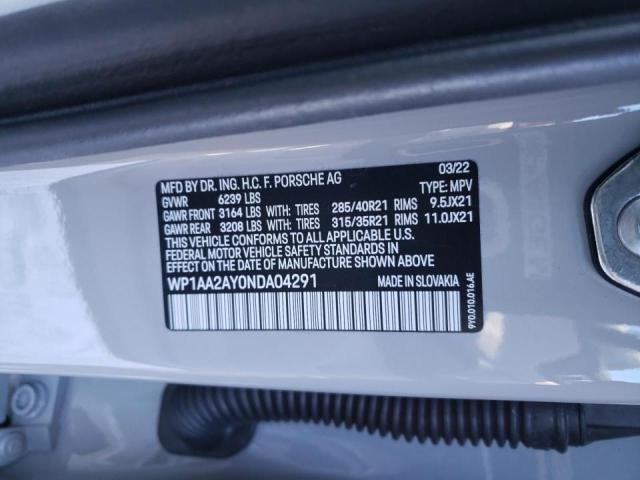 MFD BY DR. ING. H.C. F. PORSCHE AG 03/22
GVWR 6239 LBS TYPE: MPV
GAWR FRONT 3164 LBS WITH: TIRES 285/40R21 RIMS 9.5JX21
GAWR REAR 3208 LBS WITH: TIRES 315/35R21 RIMS 11.0JX21
THIS VEHICLE CONFORMS TO ALL APPLICABLE U.S.
FEDERAL MOTOR VEHICLE SAFETY STANDARDS IN
EFFECT ON THE DATE OF MANUFACTURE SHOWN ABOVE
WP1AA2AY0NDA04291 MADE IN SLOVAKIA
9Y0.010.016.AE